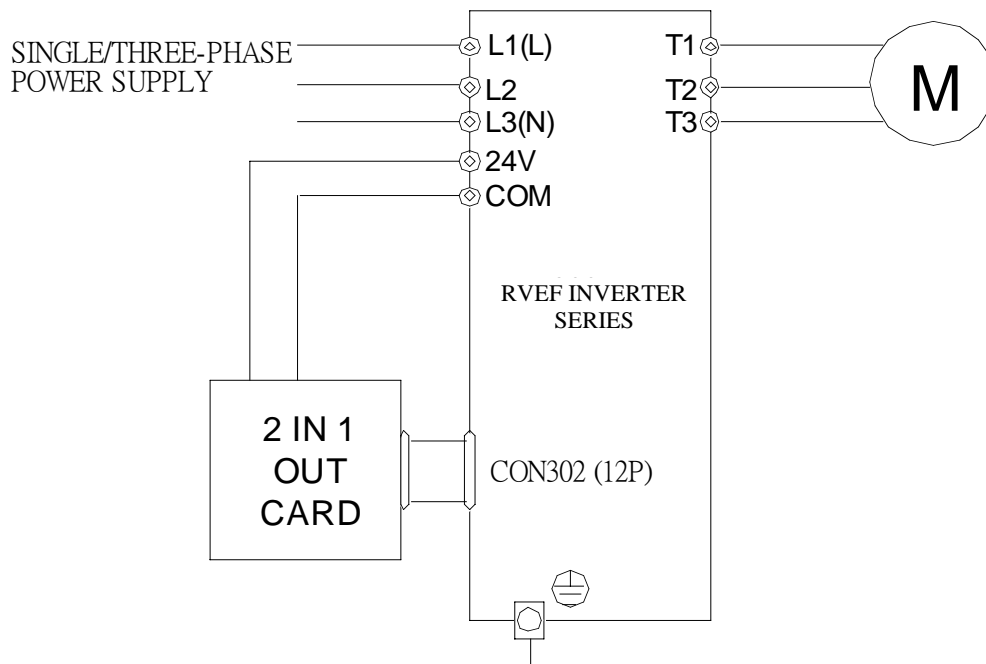 SINGLE/THREE-PHASE
POWER SUPPLY
L1(L)
L2
L3(N)
24V
COM
T1
T2
T3
M
RVEF INVERTER
SERIES
2 IN 1
OUT
CARD
CON302 (12P)